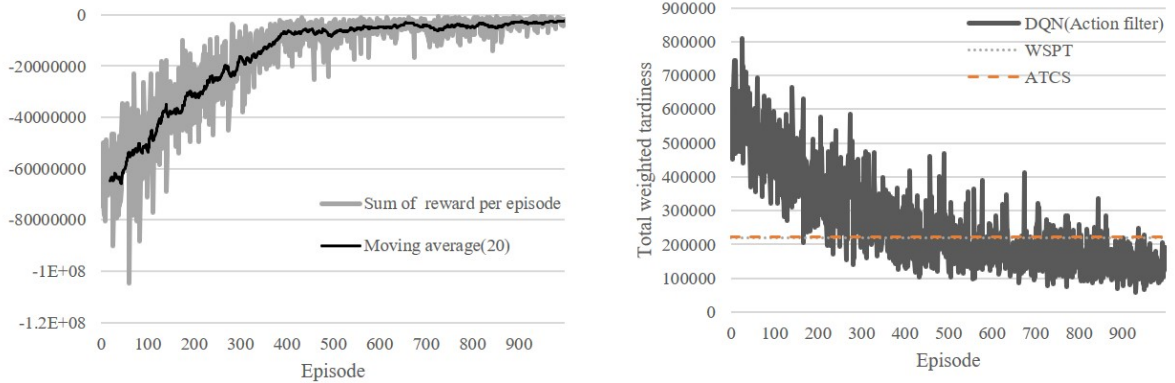 0
-20000000
-40000000
-60000000
-80000000
-1E+08
-1.2E+08
Sum of reward per episode
Moving average(20)
0 100 200 300 400 500 600 700 800 900
Episode
Total weighted tardiness
900000
800000
700000
600000
500000
400000
300000
200000
100000
0
DQN(Action filter)
WSPT
ATCS
0 100 200 300 400 500 600 700 800 900
Episode